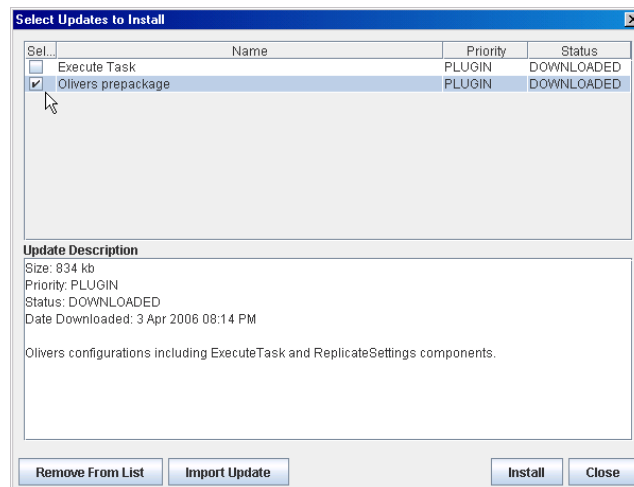 Select Updates to Install
Sel... Name Priority Status
Execute Task PLUGIN DOWNLOADED
Olivers prepackage PLUGIN DOWNLOADED
Update Description
Size: 834 kb
Priority: PLUGIN
Status: DOWNLOADED
Date Downloaded: 3 Apr 2006 08:14 PM
Olivers configurations including ExecuteTask and ReplicateSettings components.
Remove From List Import Update Install Close